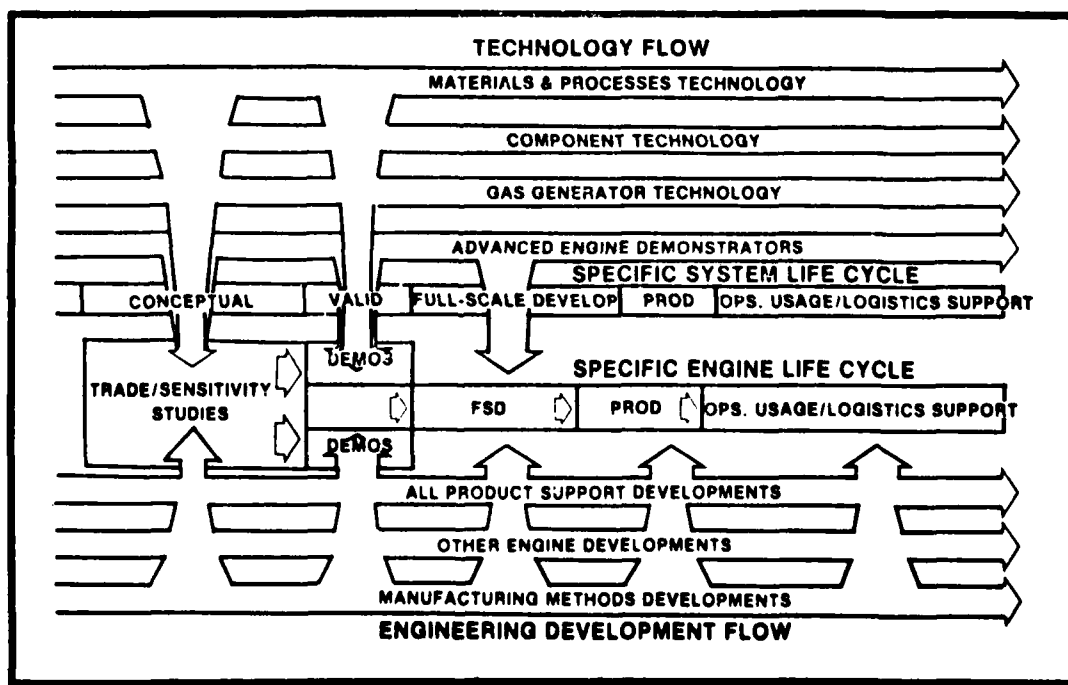 TECHNOLOGY FLOW
MATERIALS & PROCESSES TECHNOLOGY
COMPONENT TECHNOLOGY
GAS GENERATOR TECHNOLOGY
ADVANCED ENGINE DEMONSTRATORS
SPECIFIC SYSTEM LIFE CYCLE
CONCEPTUAL
VALID
FULL-SCALE DEVELOP
PROD
OPS. USAGE/LOGISTICS SUPPORT
DEMOS
SPECIFIC ENGINE LIFE CYCLE
TRADE/SENSITIVITY
STUDIES
FSD
PROD
OPS. USAGE/LOGISTICS SUPPORT
DEMOS
ALL PRODUCT SUPPORT DEVELOPMENTS
OTHER ENGINE DEVELOPMENTS
MANUFACTURING METHODS DEVELOPMENTS
ENGINEERING DEVELOPMENT FLOW